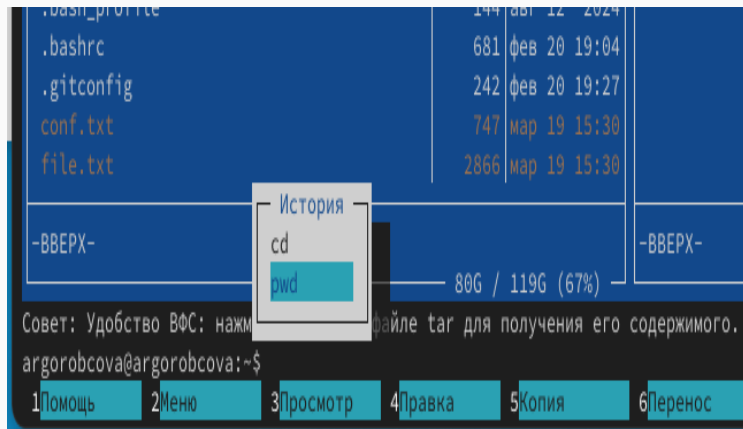 .bash_profile 144 авг 12 2024
.bashrc 681 фев 20 19:04
.gitconfig 242 фев 20 19:27
conf.txt 747 мар 19 15:30
file.txt 2866 мар 19 15:30
История
-ВВЕРХ- cd -ВВЕРХ-
pwd 80G / 119G (67%)
Совет: Удобство ВФС: нажм файле tar для получения его содержимого.
argorobcova@argorobcova:~$
1Помощь 2Меню 3Просмотр 4Правка 5Копия 6Перенос